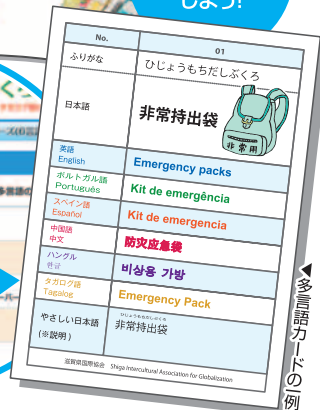 しよう!
No. 01
ふりがな ひじょうもちだしぶくろ
日本語 非常持出袋
非常用
英語
English Emergency packs
ポルトガル語
Português Kit de emergência
スペイン語
Español Kit de emergencia
中国語
中文 防灾应急袋
ハングル
한글 비상용 가방
タガログ語
Tagalog Emergency Pack
やさしい日本語
(※説明)
ひじょうもちだしぶくろ
非常持出袋
滋賀県国際協会 Shiga Intercultural Association for Globalization
◀多言語カードの一例